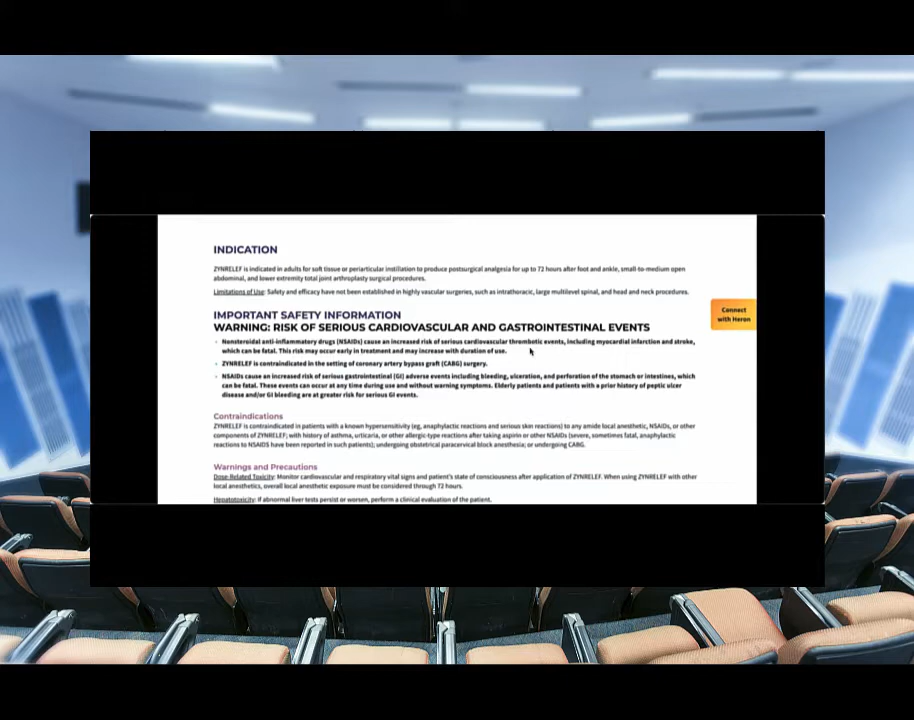 INDICATION
ZYNRELEF is indicated in adults for soft tissue or periarticular instillation to produce postsurgical analgesia for up to 72 hours after foot and ankle, small-to-medium open
abdominal, and lower extremity total joint arthroplasty surgical procedures.
Limitations of Use: Safety and efficacy have not been established in highly vascular surgeries, such as intrathoracic, large multilevel spinal, and head and neck procedures.
IMPORTANT SAFETY INFORMATION
WARNING: RISK OF SERIOUS CARDIOVASCULAR AND GASTROINTESTINAL EVENTS
Connect
with Heron
• Nonsteroidal anti-inflammatory drugs (NSAIDs) cause an increased risk of serious cardiovascular thrombotic events, including myocardial infarction and stroke,
which can be fatal. This risk may occur early in treatment and may increase with duration of use.
• ZYNRELEF is contraindicated in the setting of coronary artery bypass graft (CABG) surgery.
• NSAIDs cause an increased risk of serious gastrointestinal (GI) adverse events including bleeding, ulceration, and perforation of the stomach or intestines, which
can be fatal. These events can occur at any time during use and without warning symptoms. Elderly patients and patients with a prior history of peptic ulcer
disease and/or GI bleeding are at greater risk for serious GI events.
Contraindications
ZYNRELEF is contraindicated in patients with a known hypersensitivity (eg, anaphylactic reactions and serious skin reactions) to any amide local anesthetic, NSAIDs, or other
components of ZYNRELEF; with history of asthma, urticaria, or other allergic-type reactions after taking aspirin or other NSAIDs (severe, sometimes fatal, anaphylactic
reactions to NSAIDs have been reported in such patients); undergoing obstetrical paracervical block anesthesia; or undergoing CABG.
Warnings and Precautions
Dose-Related Toxicity: Monitor cardiovascular and respiratory vital signs and patient's state of consciousness after application of ZYNRELEF. When using ZYNRELEF with other
local anesthetics, overall local anesthetic exposure must be considered through 72 hours.
Hepatotoxicity: If abnormal liver tests persist or worsen, perform a clinical evaluation of the patient.